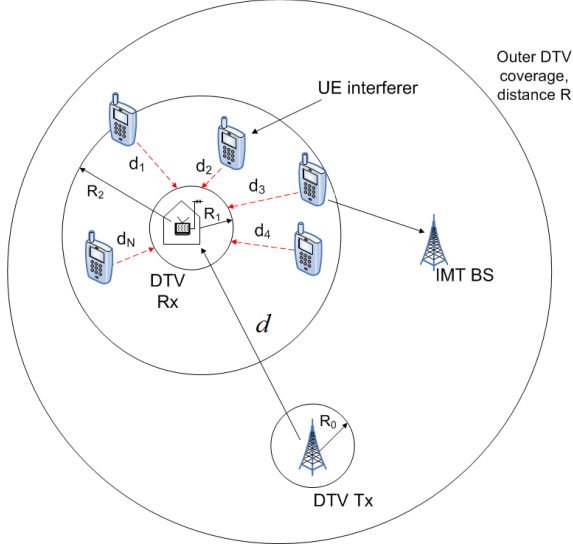 Outer DTV
coverage,
distance R
UE interferer
d1
d2
d3
R2
R1
dN
d4
DTV
Rx
IMT BS
d
R0
DTV Tx